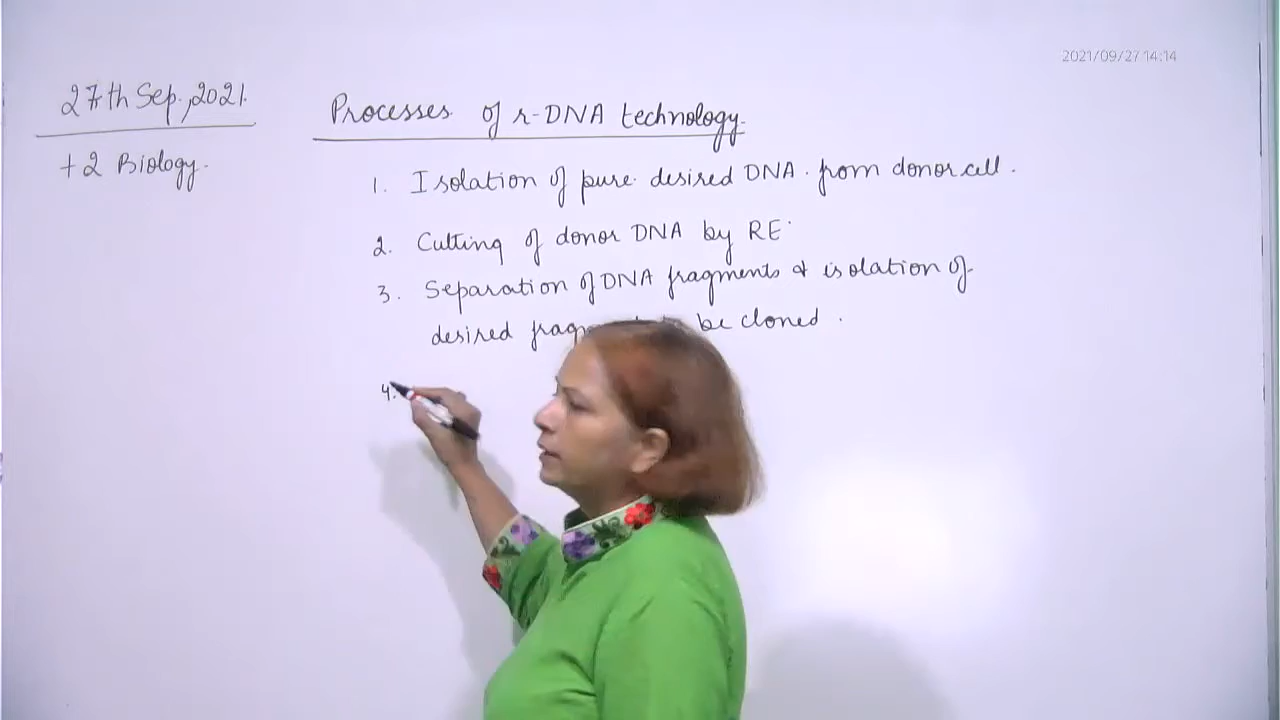 2021/09/27 14:14
27th Sep., 2021.
+2 Biology.
Processes of r-DNA technology.
1. Isolation of pure desired DNA from donor cell.
2. Cutting of donor DNA by RE.
3. Separation of DNA fragments & isolation of
desired be cloned.
4.